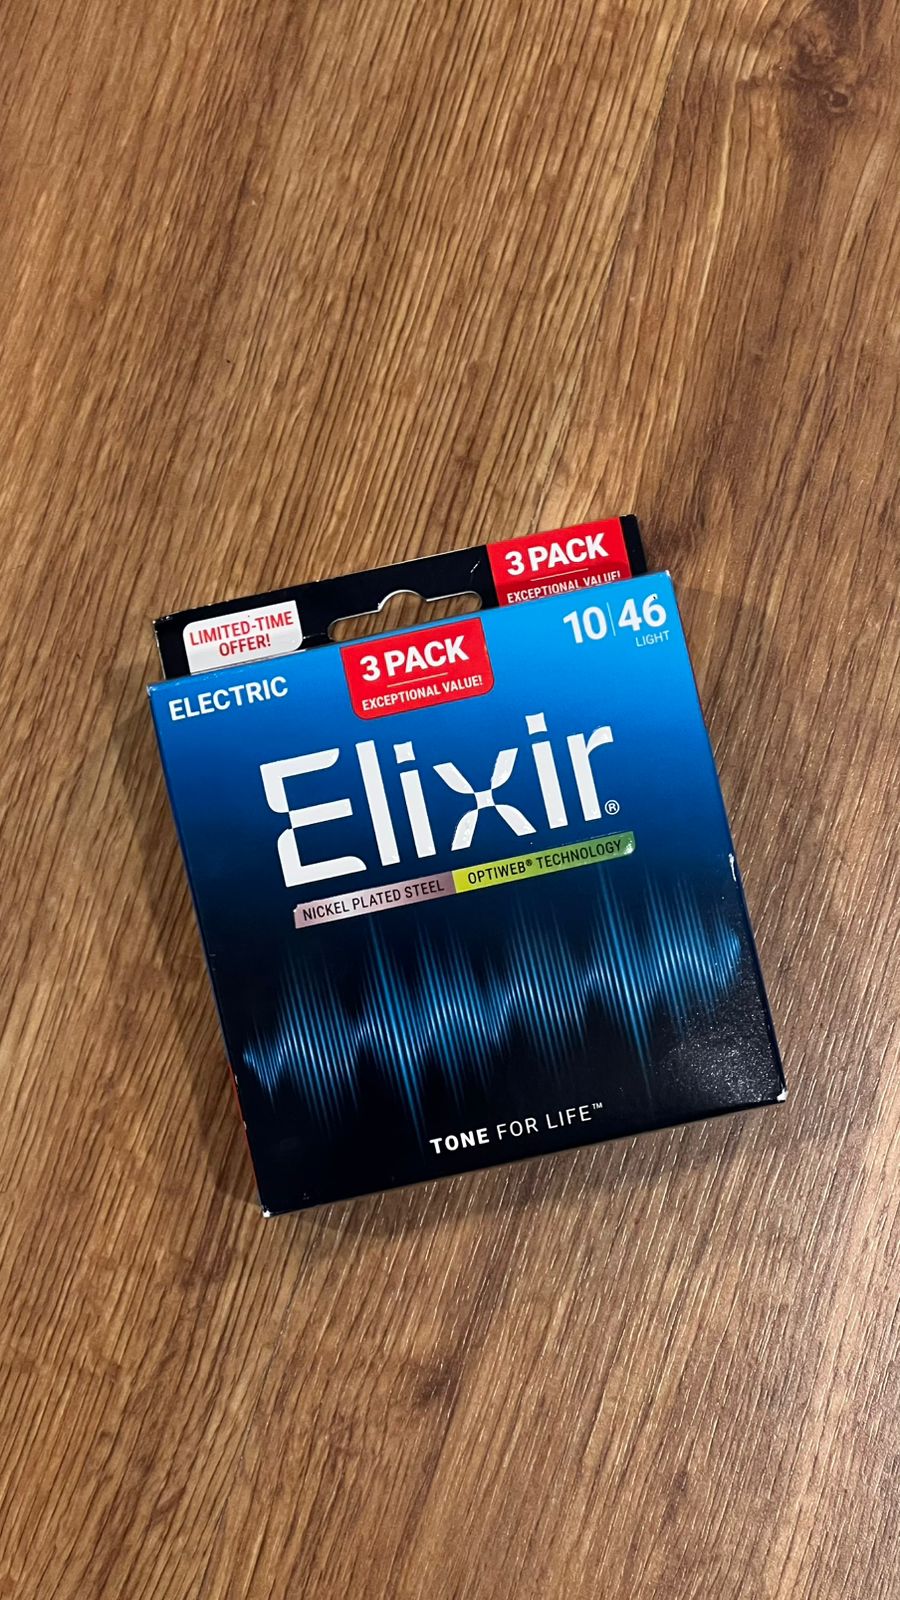 3 PACK
EXCEPTIONAL VALUE!
LIMITED-TIME
OFFER!
10|46
LIGHT
3 PACK
EXCEPTIONAL VALUE!
ELECTRIC
Elixir®
NICKEL PLATED STEEL OPTIWEB® TECHNOLOGY
TONE FOR LIFE™